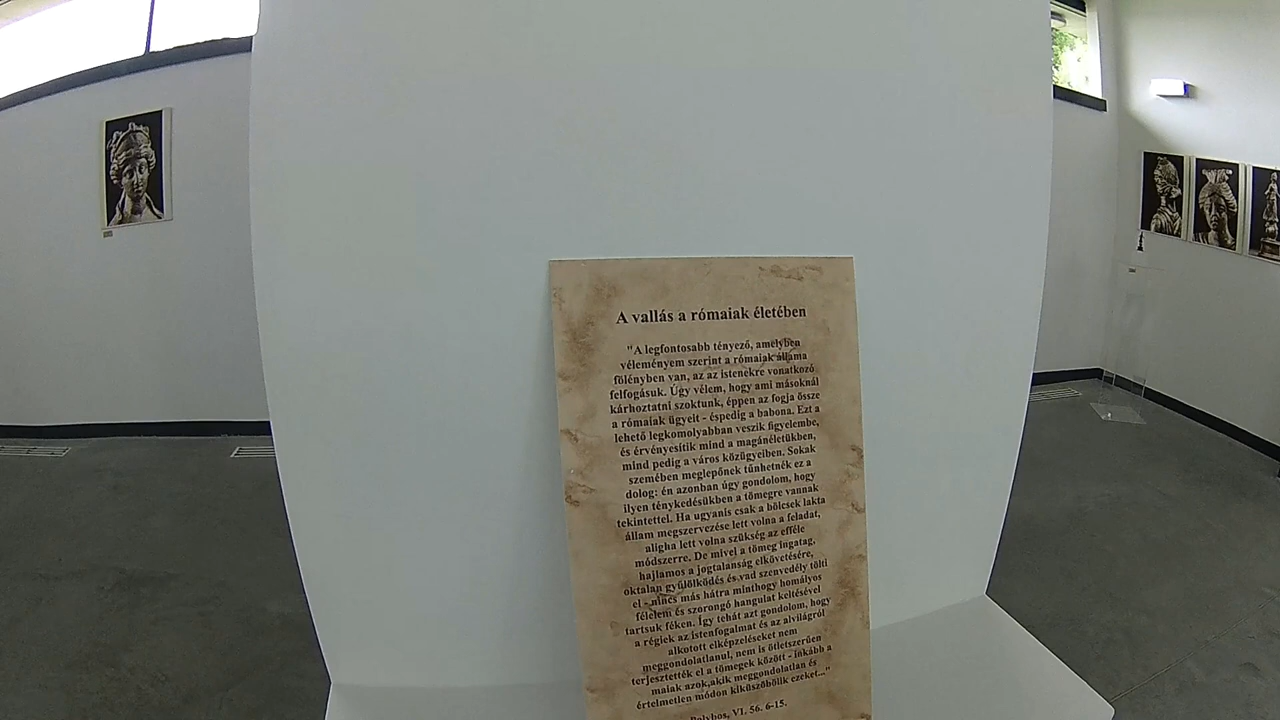 A vallás a rómaiak életében
"A legfontosabb tényező, amelyben
véleményem szerint a rómaiak állama
fölényben van, az az istenekre vonatkozó
felfogásuk. Úgy vélem, hogy ami másoknál
kárhoztatni szoktunk, éppen az fogja össze
a rómaiak ügyeit - éspedig a babona. Ezt a
lehető legkomolyabban veszik figyelembe,
és érvényesítik mind a magánéletükben,
mind pedig a város közügyeiben. Sokak
szemében meglepőnek tűnhetnék ez a
dolog: én azonban úgy gondolom, hogy
ilyen ténykedésükben a tömegre vannak
tekintettel. Ha ugyanis csak a bölcsek lakta
állam megszervezése lett volna a feladat,
aligha lett volna szükség az efféle
módszerre. De mivel a tömeg ingatag,
hajlamos a jogtalanság elkövetésére,
oktalan gyűlölködés és vad szenvedély tölti
el - nincs más hátra minthogy homályos
félelem és szorongó hangulat keltésével
tartsuk féken. Így tehát azt gondolom, hogy
a régiek az istenfogalmat és az alvilágról
alkotott elképzeléseket nem
meggondolatlanul, nem is ötletszerűen
terjesztették el a tömegek között - inkább a
maiak azok,akik meggondolatlan és
értelmetlen módon kiküszöbölik ezeket..."
Polybos, VI. 56. 6-15.